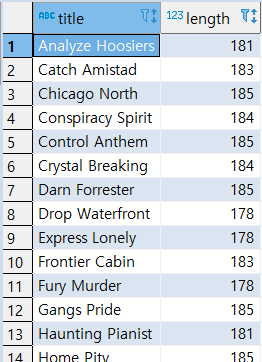 ABC title 123 length
1 Analyze Hoosiers 181
2 Catch Amistad 183
3 Chicago North 185
4 Conspiracy Spirit 184
5 Control Anthem 185
6 Crystal Breaking 184
7 Darn Forrester 185
8 Drop Waterfront 178
9 Express Lonely 178
10 Frontier Cabin 183
11 Fury Murder 178
12 Gangs Pride 185
13 Haunting Pianist 181
14 Home Pity 185